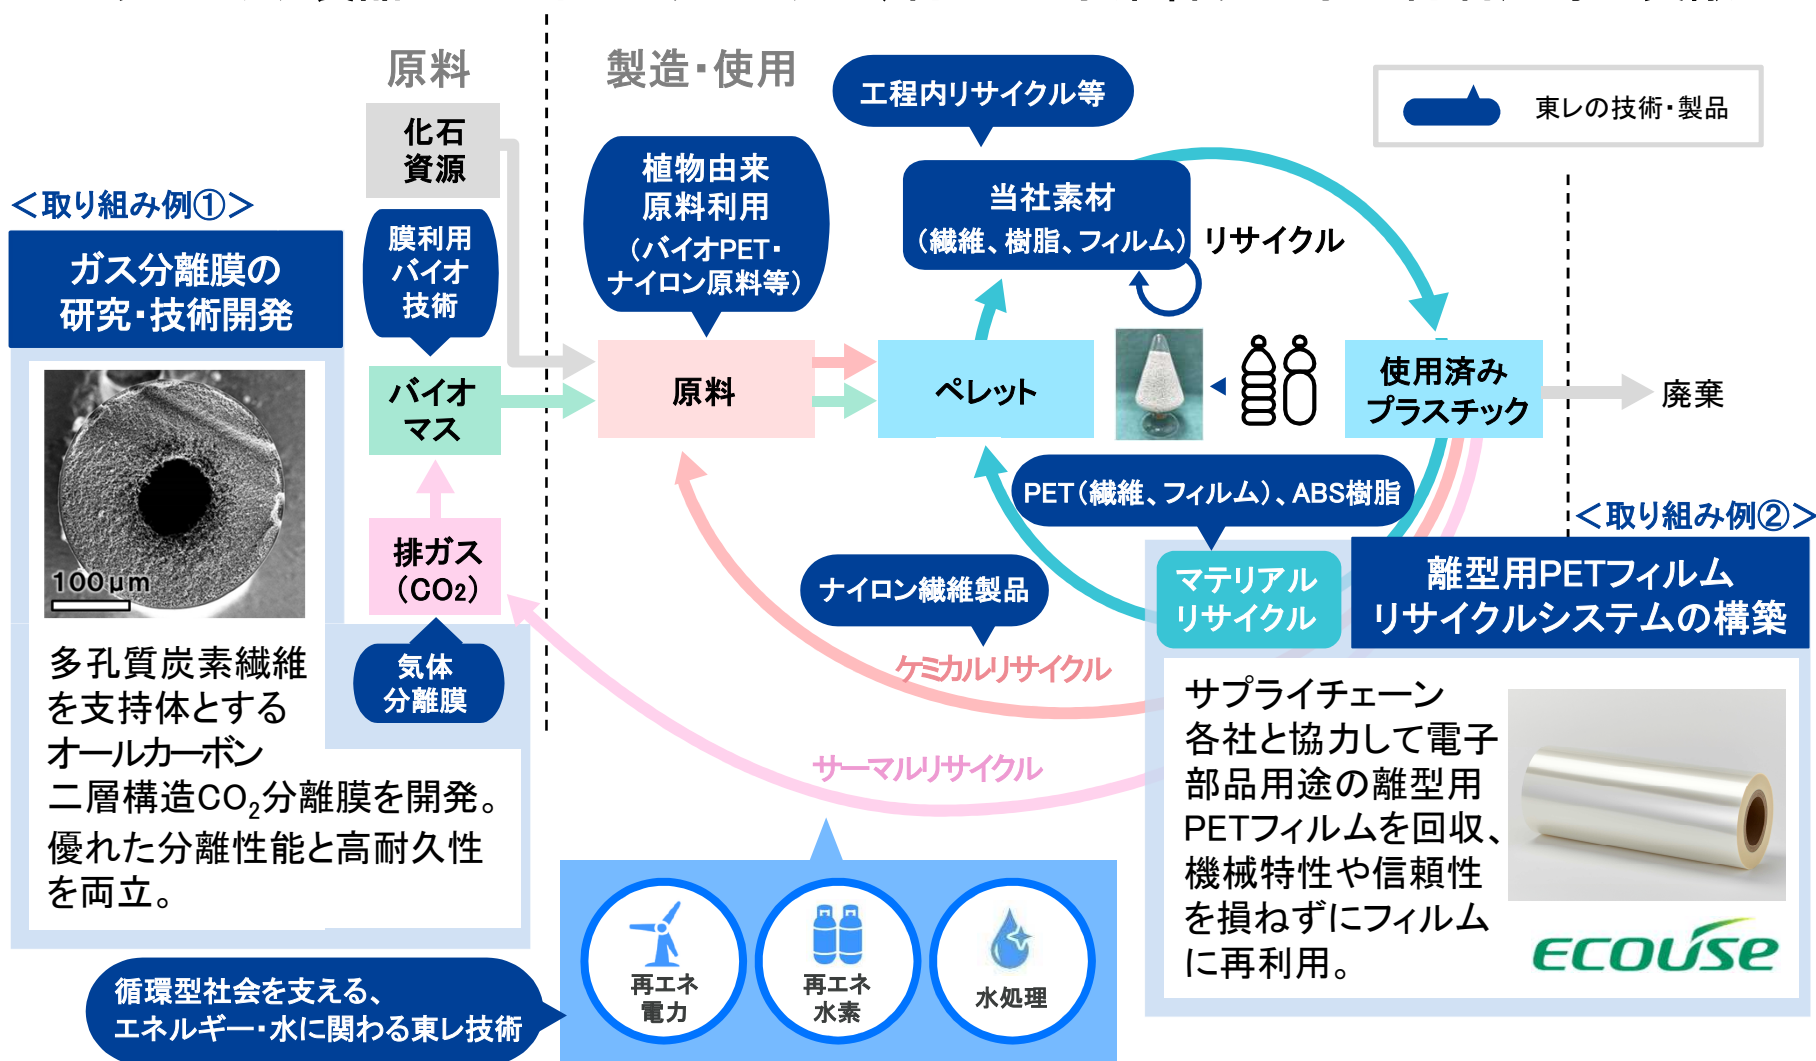 原料
製造・使用
工程内リサイクル等
東レの技術・製品
化石
資源
植物由来
原料利用
(バイオPET・
ナイロン原料等)
当社素材
(繊維、樹脂、フィルム)
リサイクル
<取り組み例①>
ガス分離膜の
研究・技術開発
膜利用
バイオ
技術
バイオ
マス
原料
ペレット
使用済み
プラスチック
廃棄
PET(繊維、フィルム)、ABS樹脂
<取り組み例②>
離型用PETフィルム
リサイクルシステムの構築
マテリアル
リサイクル
排ガス
(CO2)
100μm
ナイロン繊維製品
気体
分離膜
ケミカルリサイクル
サーマルリサイクル
多孔質炭素繊維
を支持体とする
オールカーボン
二層構造CO₂分離膜を開発。
優れた分離性能と高耐久性
を両立。
サプライチェーン
各社と協力して電子
部品用途の離型用
PETフィルムを回収、
機械特性や信頼性
を損ねずにフィルム
に再利用。
ECOUSE
再エネ
電力
再エネ
水素
水処理
循環型社会を支える、
エネルギー・水に関わる東レ技術